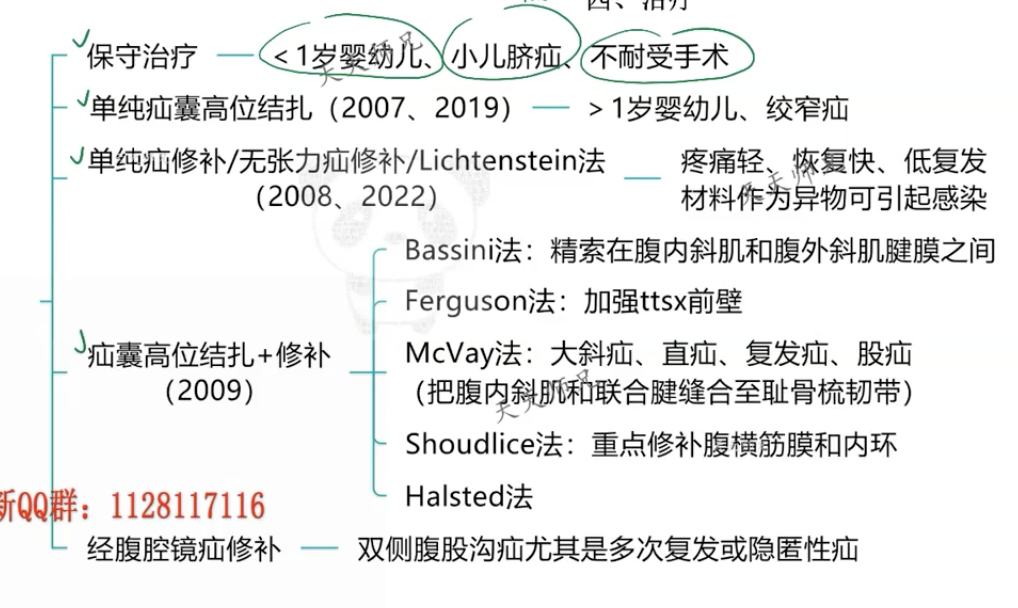 四、治疗
保守治疗 — <1岁婴幼儿、小儿脐疝、不耐受手术
单纯疝囊高位结扎（2007、2019） — >1岁婴幼儿、绞窄疝
单纯疝修补/无张力疝修补/Lichtenstein法
（2008、2022）
疼痛轻、恢复快、低复发
材料作为异物可引起感染
疝囊高位结扎+修补
（2009）
Bassini法：精索在腹内斜肌和腹外斜肌腱膜之间
Ferguson法：加强ttsx前壁
McVay法：大斜疝、直疝、复发疝、股疝
（把腹内斜肌和联合腱缝合至耻骨梳韧带）
Shoudlice法：重点修补腹横筋膜和内环
Halsted法
新QQ群：1128117116
经腹腔镜疝修补 — 双侧腹股沟疝尤其是多次复发或隐匿性疝
天天师兄
天天师
天天师兄